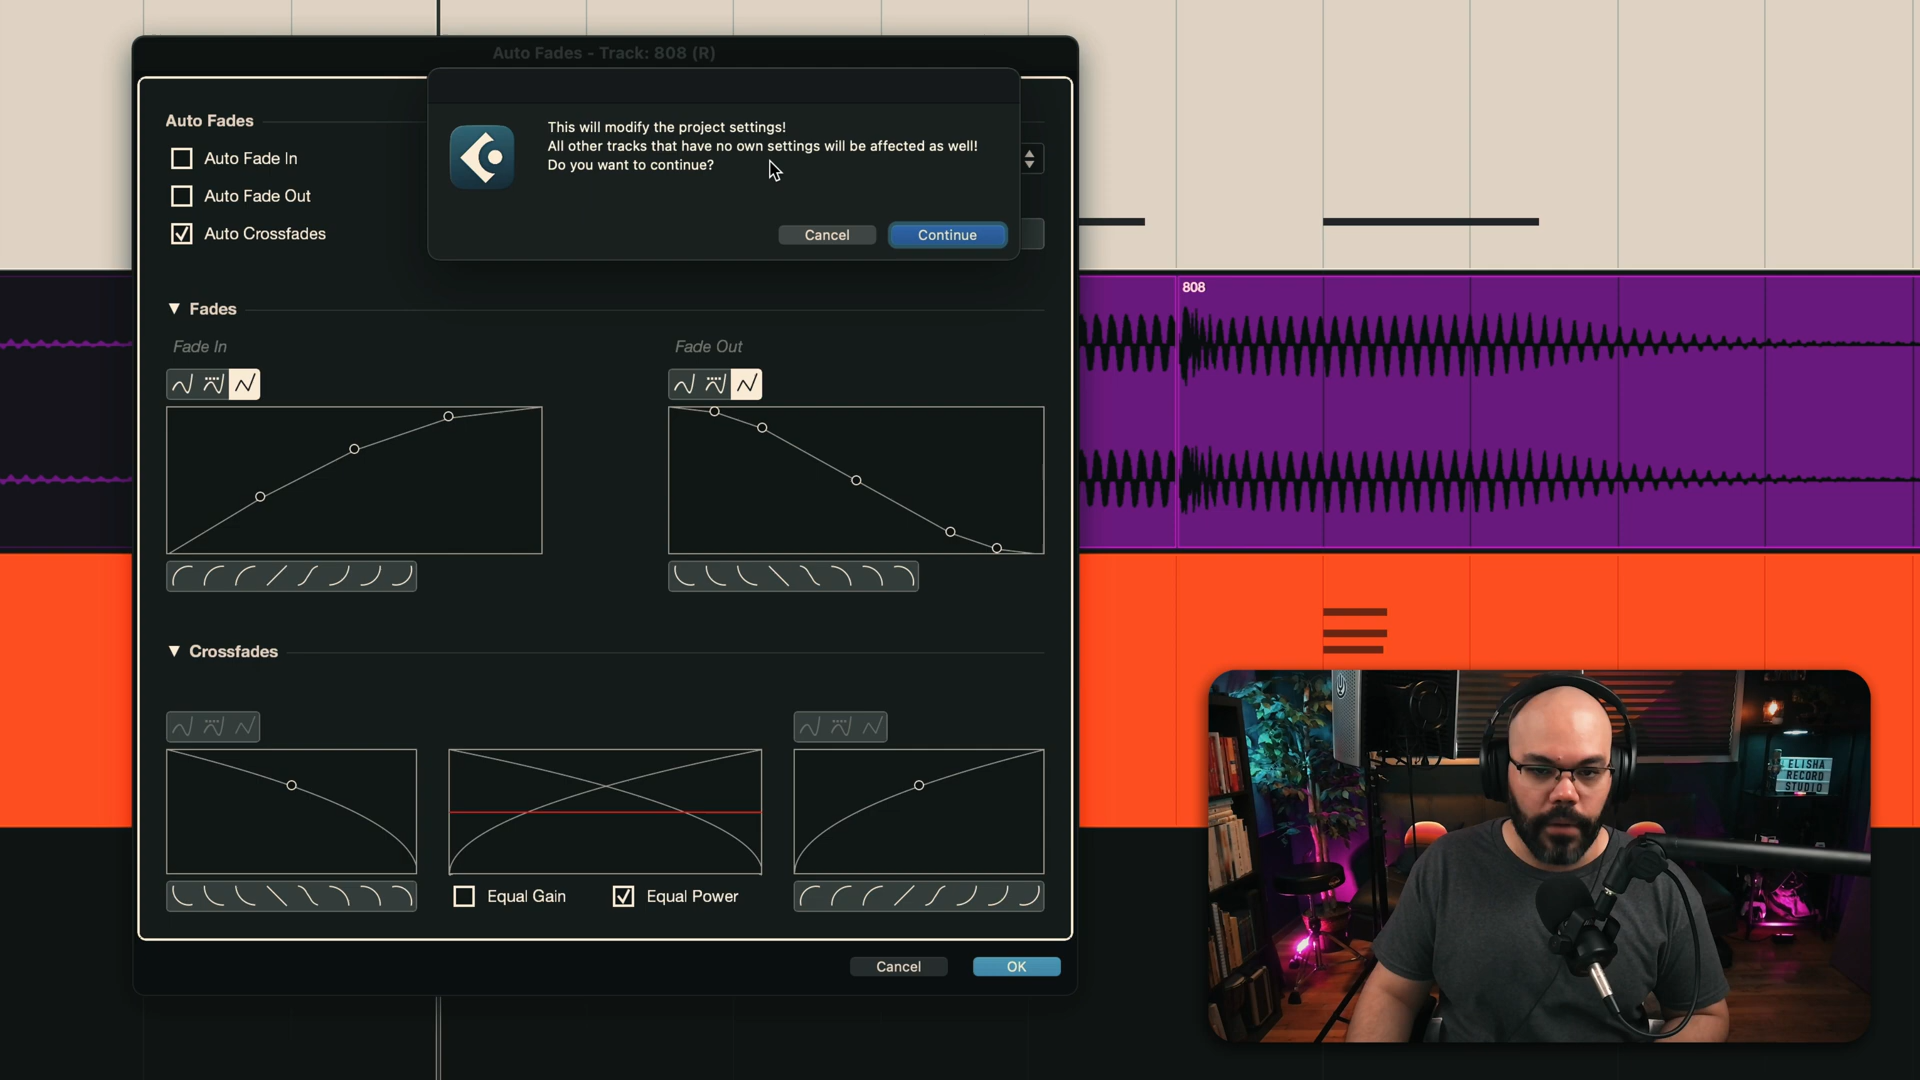 Auto Fades - Track: 808 (R)
This will modify the project settings!
All other tracks that have no own settings will be affected as well!
Do you want to continue?
Cancel
Continue
Auto Fades
Auto Fade In
Auto Fade Out
Auto Crossfades
808
Fades
Fade In
Fade Out
Crossfades
Equal Gain
Equal Power
Cancel
OK
ELISHA
RECORD
STUDIO